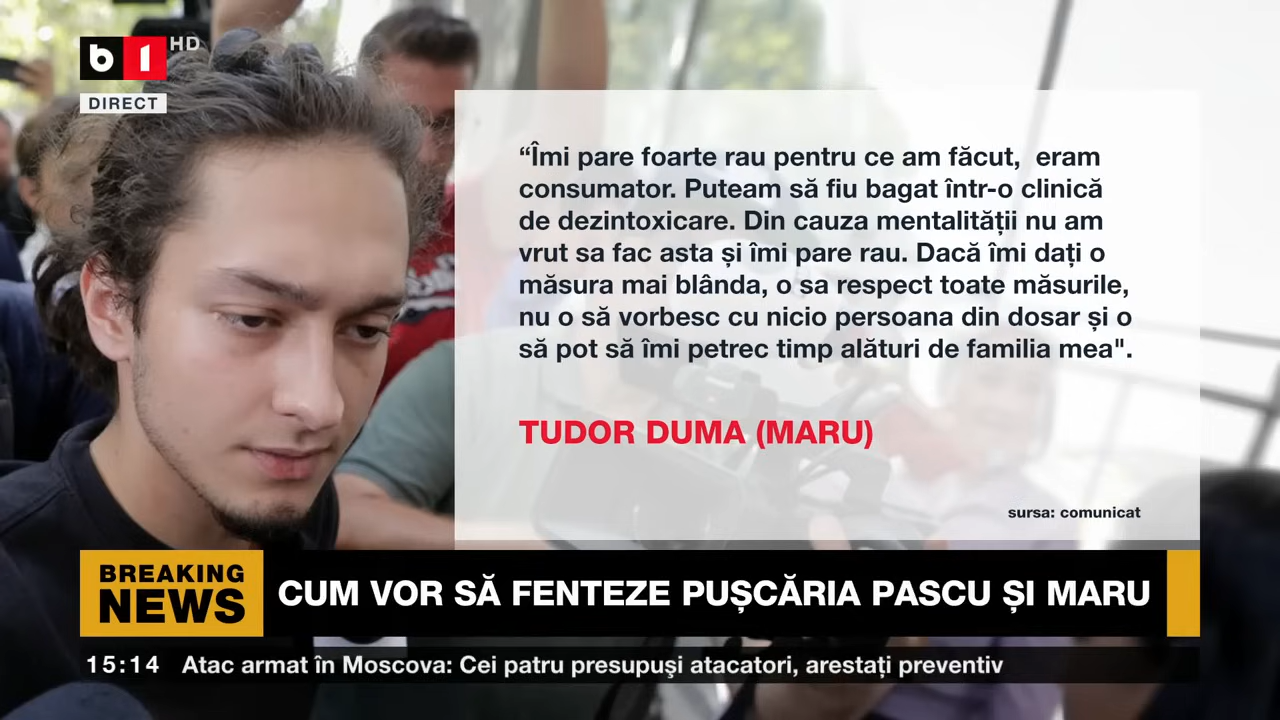 b1 HD
DIRECT
“Îmi pare foarte rau pentru ce am făcut, eram
consumator. Puteam să fiu bagat într-o clinică
de dezintoxicare. Din cauza mentalității nu am
vrut sa fac asta și îmi pare rau. Dacă îmi dați o
măsura mai blânda, o sa respect toate măsurile,
nu o să vorbesc cu nicio persoana din dosar și o
să pot să îmi petrec timp alături de familia mea".
TUDOR DUMA (MARU)
sursa: comunicat
BREAKING
NEWS
CUM VOR SĂ FENTEZE PUȘCĂRIA PASCU ȘI MARU
15:14 Atac armat în Moscova: Cei patru presupuşi atacatori, arestați preventiv